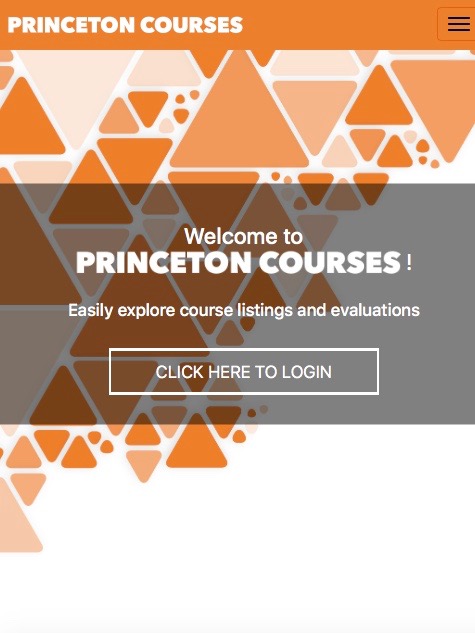 PRINCETON COURSES
Welcome to
PRINCETON COURSES !
Easily explore course listings and evaluations
CLICK HERE TO LOGIN